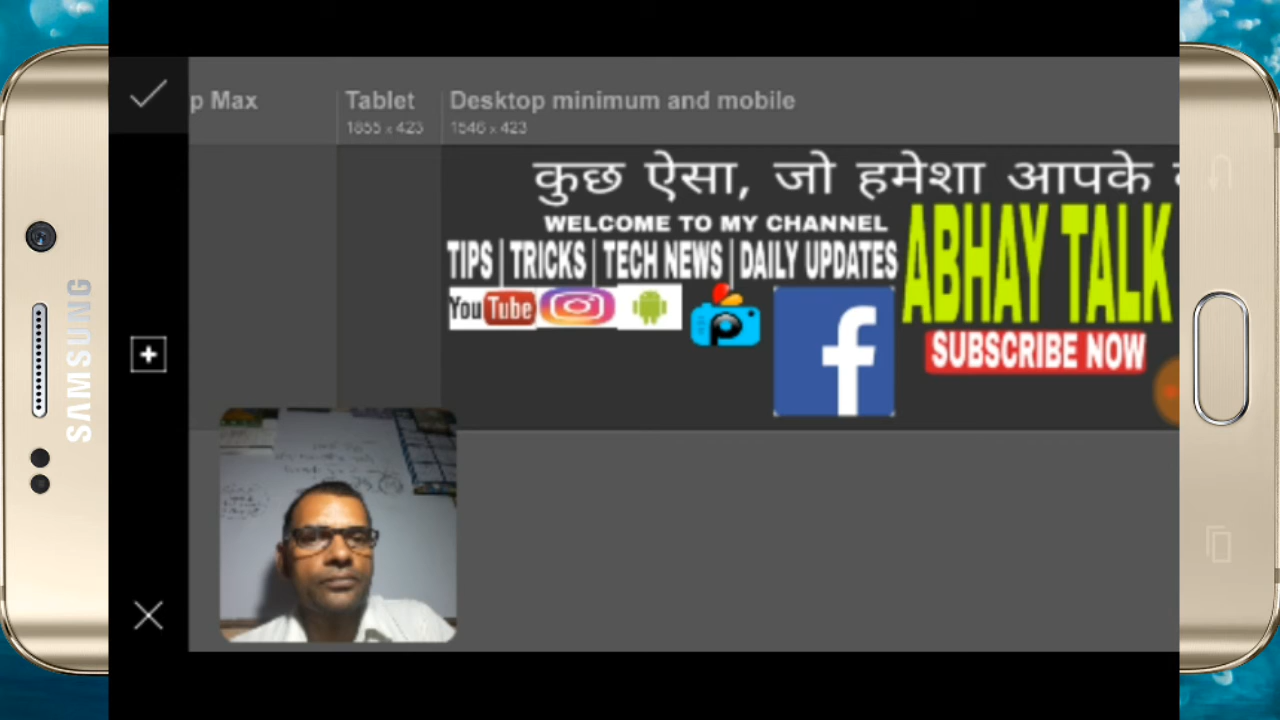 p Max
Tablet
1855 x 423
Desktop minimum and mobile
1546 x 423
कुछ ऐसा, जो हमेशा आपके
WELCOME TO MY CHANNEL
TIPS | TRICKS | TECH NEWS | DAILY UPDATES
ABHAY TALK
YouTube
SUBSCRIBE NOW
SAMSUNG